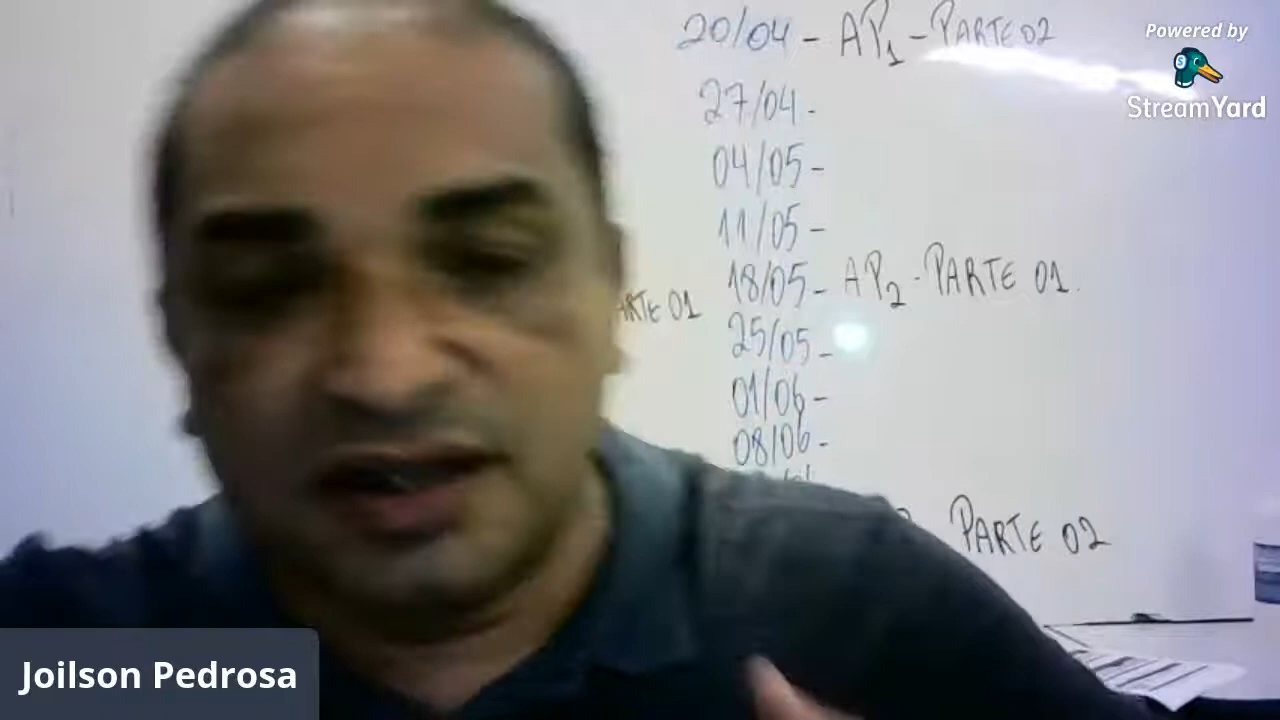 20/04 - AP1 - PARTE 02
27/04 -
04/05 -
11/05 -
18/05 - AP2 - PARTE 01.
ARTE 01
25/05 -
01/06 -
08/06 -
PARTE 02
Powered by
StreamYard
Joilson Pedrosa